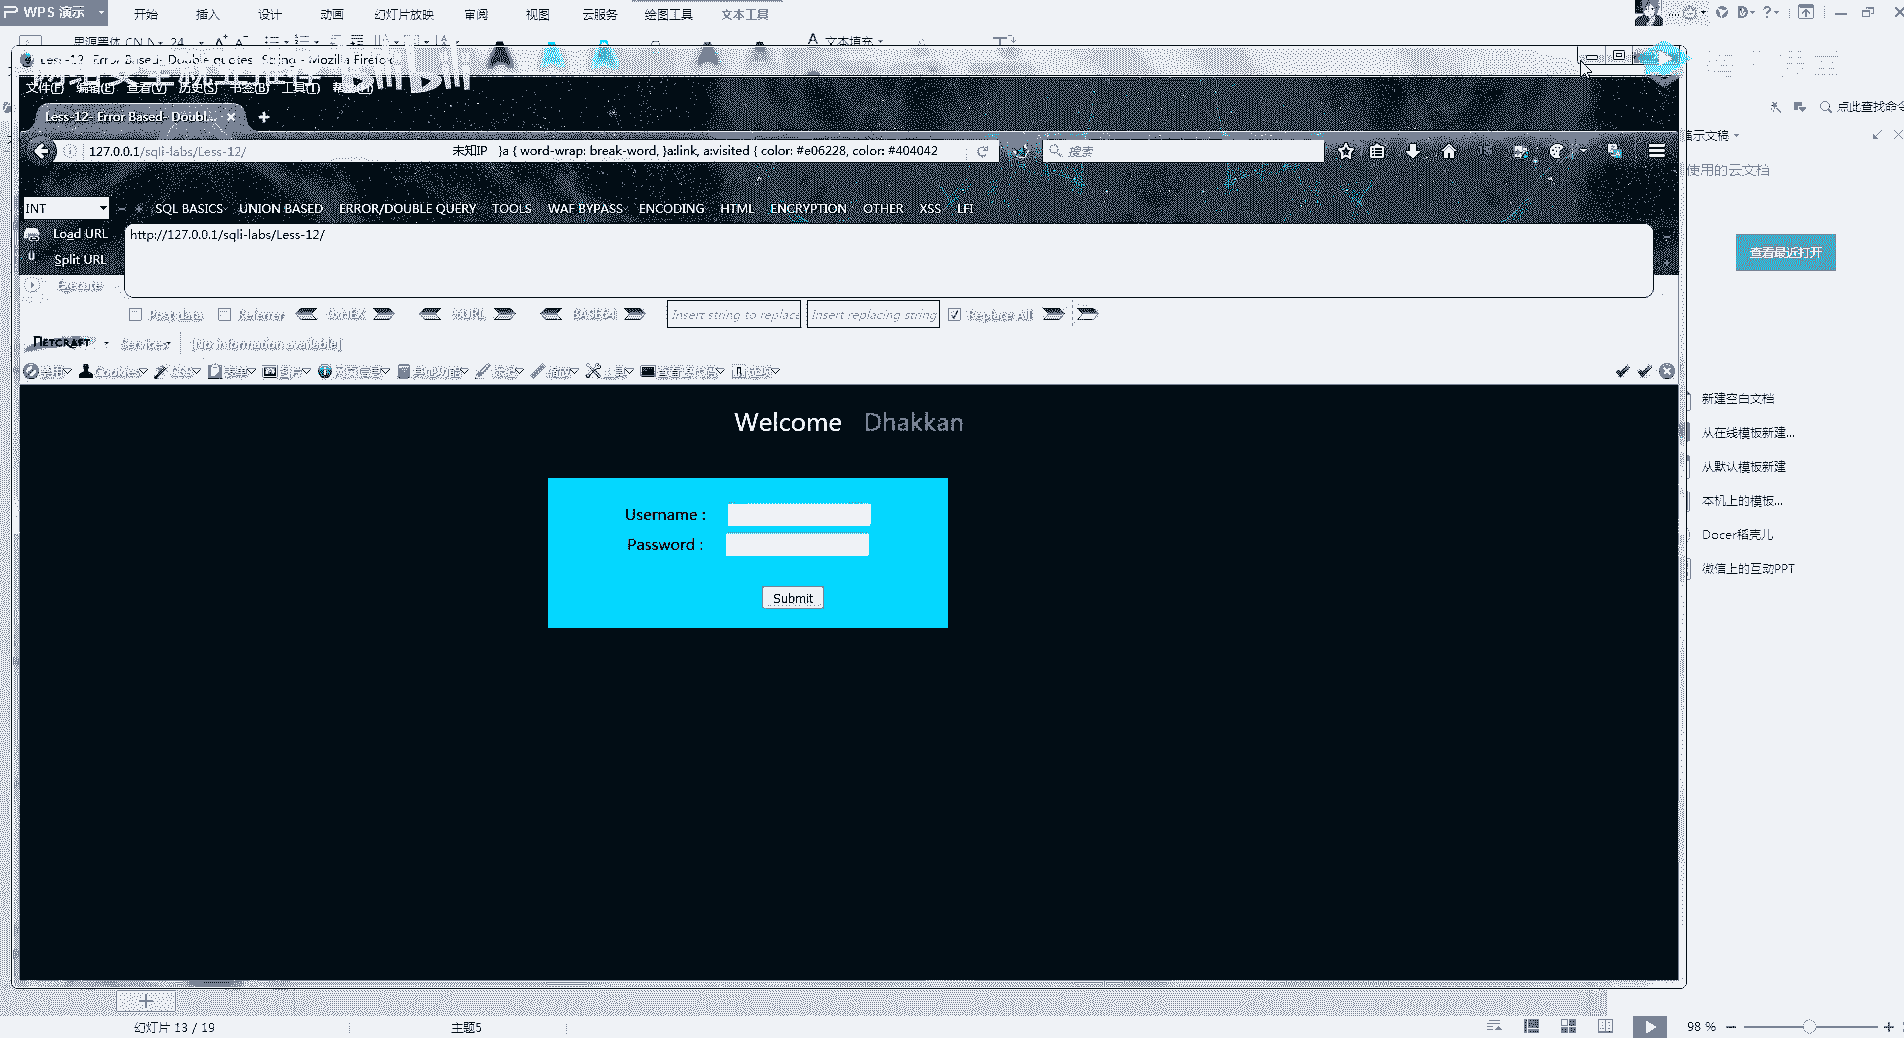 WPS 演示 开始 插入 设计 动画 幻灯片放映 审阅 视图 云服务 绘图工具 文本工具
24 文本填充
Less-12- Error Based- Double quotes- String - Mozilla Firefox
文件(F) 编辑(E) 查看(V) 历史(S) 书签(B) 工具(T) 帮助(H)
点此查找命令
Less-12- Error Based- Doubl...
演示文稿
127.0.0.1/sqli-labs/Less-12/ 未知IP }a { word-wrap: break-word, }a:link, a:visited { color: #e06228, color: #404042 搜索
使用的云文档
INT SQL BASICS UNION BASED ERROR/DOUBLE QUERY TOOLS WAF BYPASS ENCODING HTML ENCRYPTION OTHER XSS LFI
Load URL http://127.0.0.1/sqli-labs/Less-12/
Split URL
查看最近打开
Execute
Post data Referrer 0xHEX %URL BASE64 Insert string to replace Insert replacing string Replace All
NETCRAFT Services [No information available]
禁用 Cookies CSS 表单 图片 网页信息 其他功能 缩放 工具 查看源代码 选项
新建空白文档
Welcome Dhakkan
从在线模板新建...
从默认模板新建
本机上的模板...
Username :
Docer稻壳儿
Password :
微信上的互动PPT
Submit
幻灯片 13 / 19 主题5 98 %